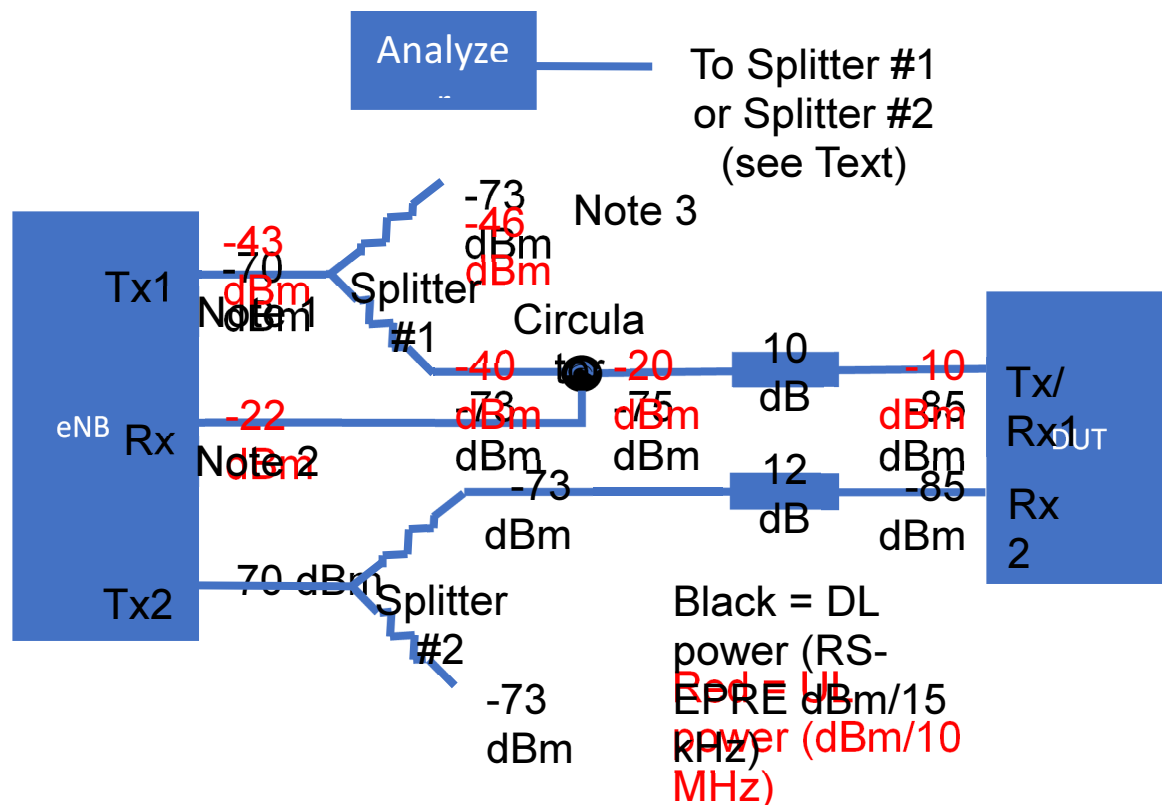 Analyze
r
To Splitter #1
or Splitter #2
(see Text)
-73
dBm
-46
dBm
Note 3
-43
dBm
-70
dBm
Tx1
Note 1
Splitter
#1
Circula
tor
10
dB
-40
dBm
-73
dBm
-20
dBm
-75
dBm
-10
dBm
-85
dBm
Tx/
Rx1
DUT
eNB
Rx
-22
dBm
Note 2
-73
dBm
12
dB
-85
dBm
Rx
2
Tx2
-70 dBm
Splitter
#2
-73
dBm
Black = DL
power (RS-
EPRE dBm/15
kHz)
Red = UL
power (dBm/10
MHz)